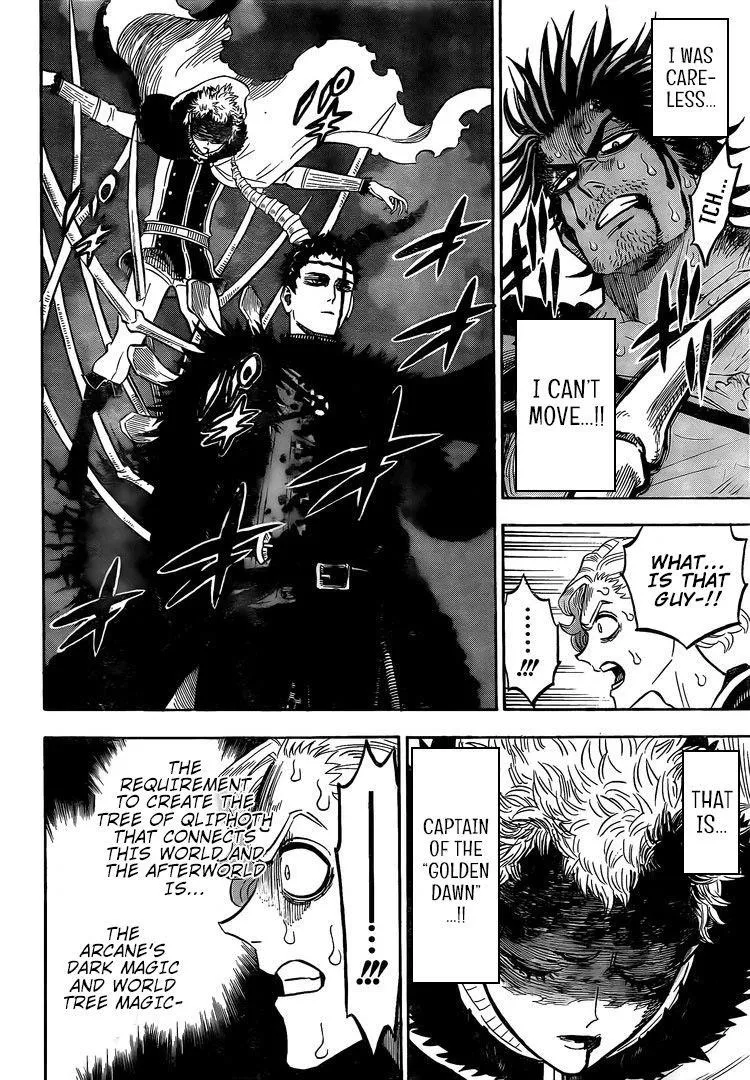 I WAS
CARE-
LESS...
TCH...
I CAN'T
MOVE...!!
WHAT...
IS THAT
GUY-!!
......!!!
THAT
IS...
CAPTAIN
OF THE
"GOLDEN
DAWN"
...!!
...........!!!
THE
REQUIREMENT
TO CREATE THE
TREE OF QLIPHOTH
THAT CONNECTS
THIS WORLD AND
THE AFTERWORLD
IS...
THE
ARCANE'S
DARK MAGIC
AND WORLD
TREE MAGIC-